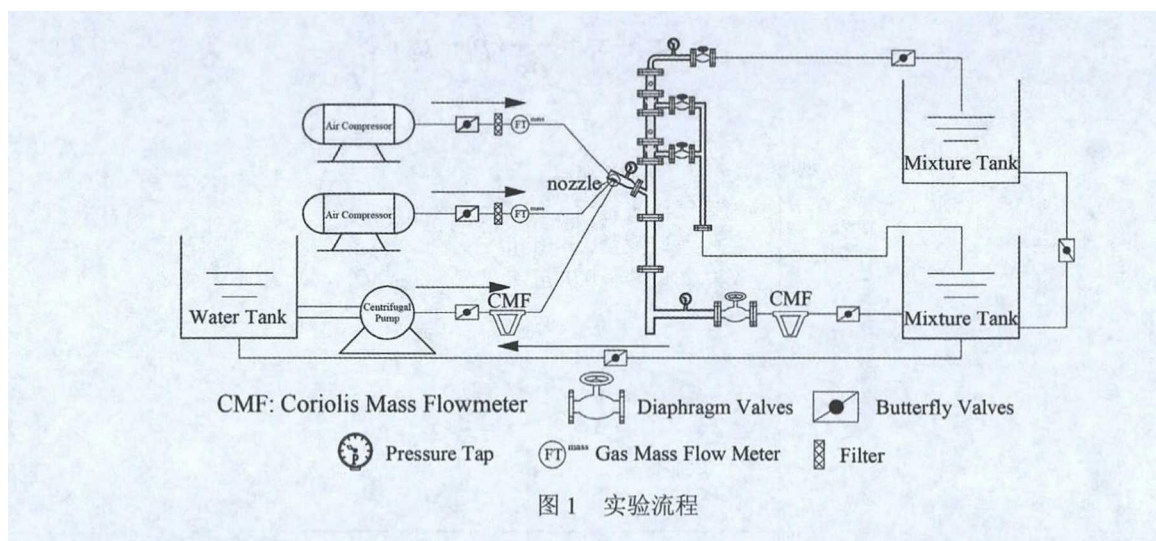 Air Compressor
FT mass
nozzle
Air Compressor
FT mass
Mixture Tank
Water Tank
Centrifugal
Pump
CMF
CMF
Mixture Tank
CMF: Coriolis Mass Flowmeter
Diaphragm Valves
Butterfly Valves
P
Pressure Tap
FT mass
Gas Mass Flow Meter
Filter
图1 实验流程